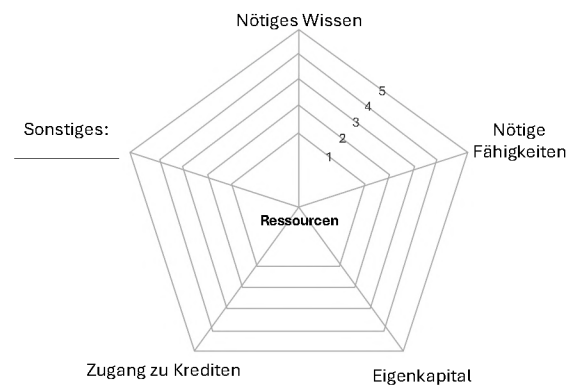 Nötiges Wissen
5
4
3
2
1
Sonstiges:
Nötige
Fähigkeiten
Ressourcen
Zugang zu Krediten
Eigenkapital